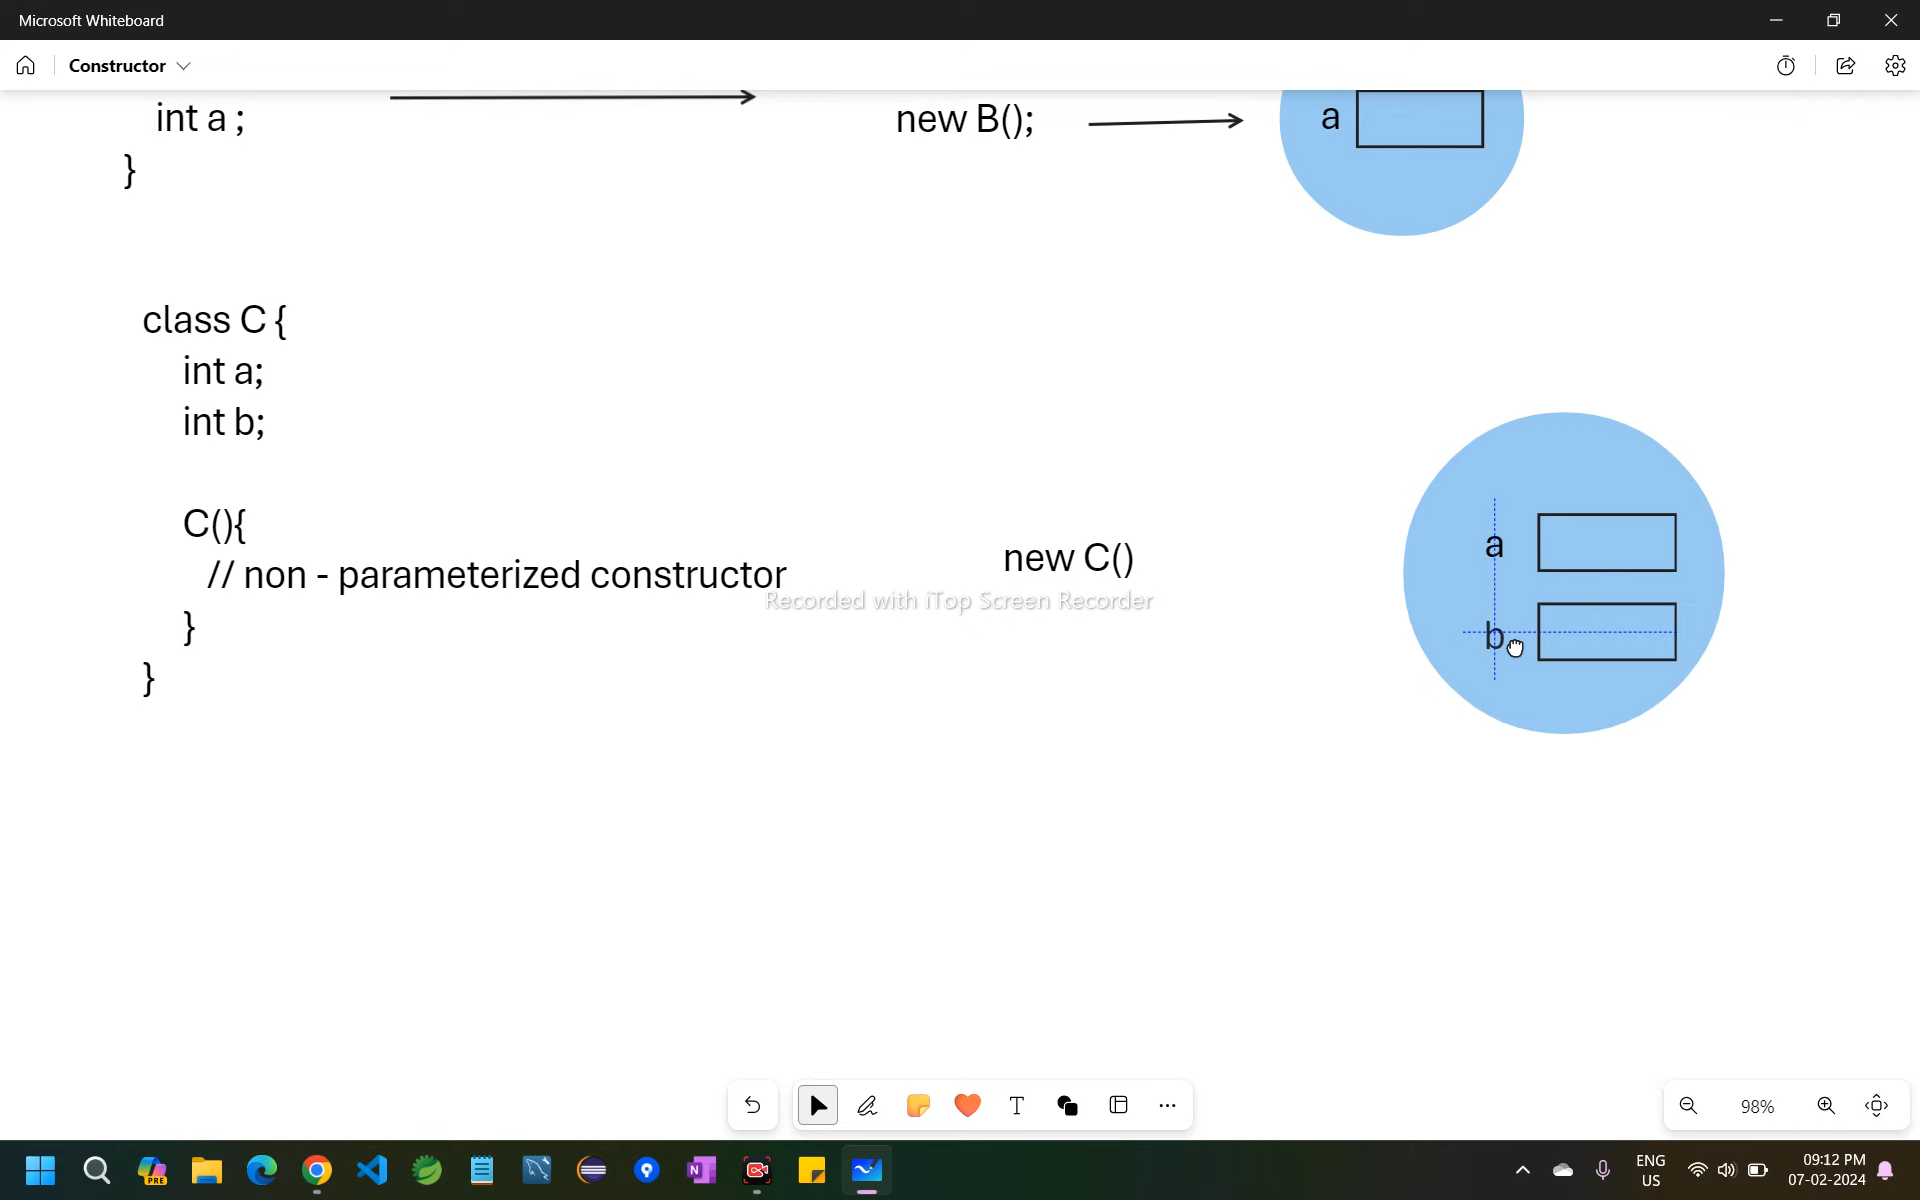 Microsoft Whiteboard
Constructor
int a ;
}
new B();
a
class C {
int a;
int b;
C(){
// non - parameterized constructor
}
}
new C()
Recorded with iTop Screen Recorder
a
b
T
98%
PRE
N
ENG
US
09:12 PM
07-02-2024